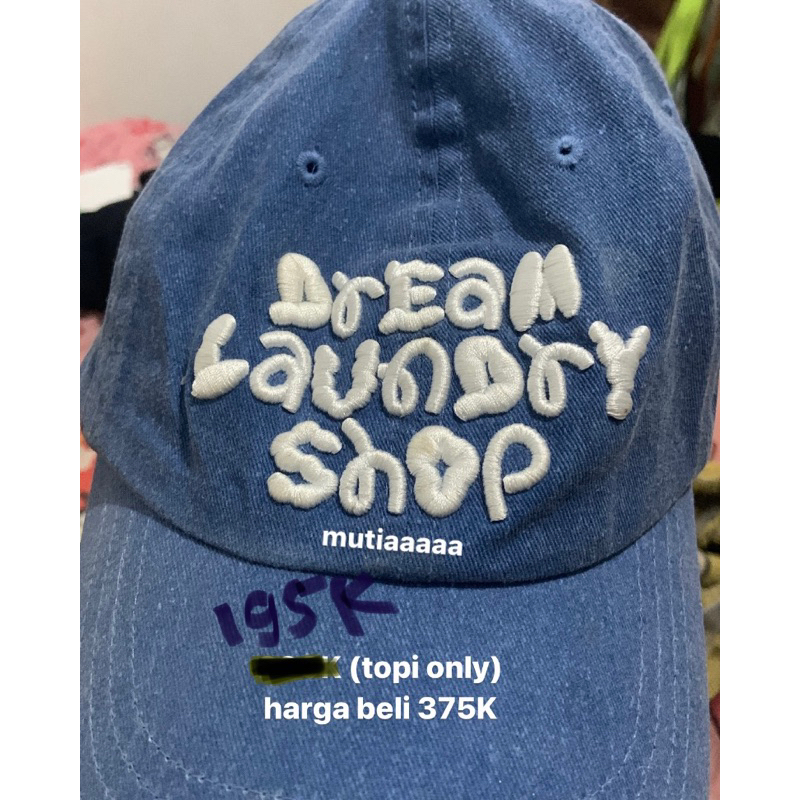 Dream
Laundry
Shop
mutiaaaaa
195K
K (topi only)
harga beli 375K